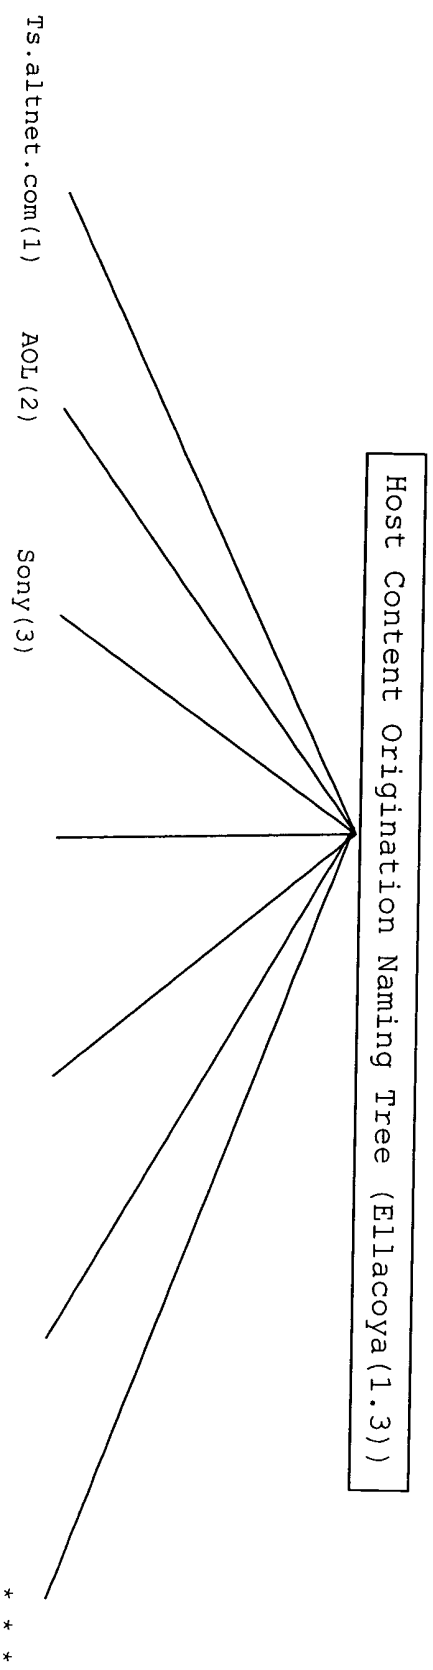 Host Content Origination Naming Tree (Ellacoya(1.3))
Ts.altnet.com(1) AOL(2) Sony(3) * * *